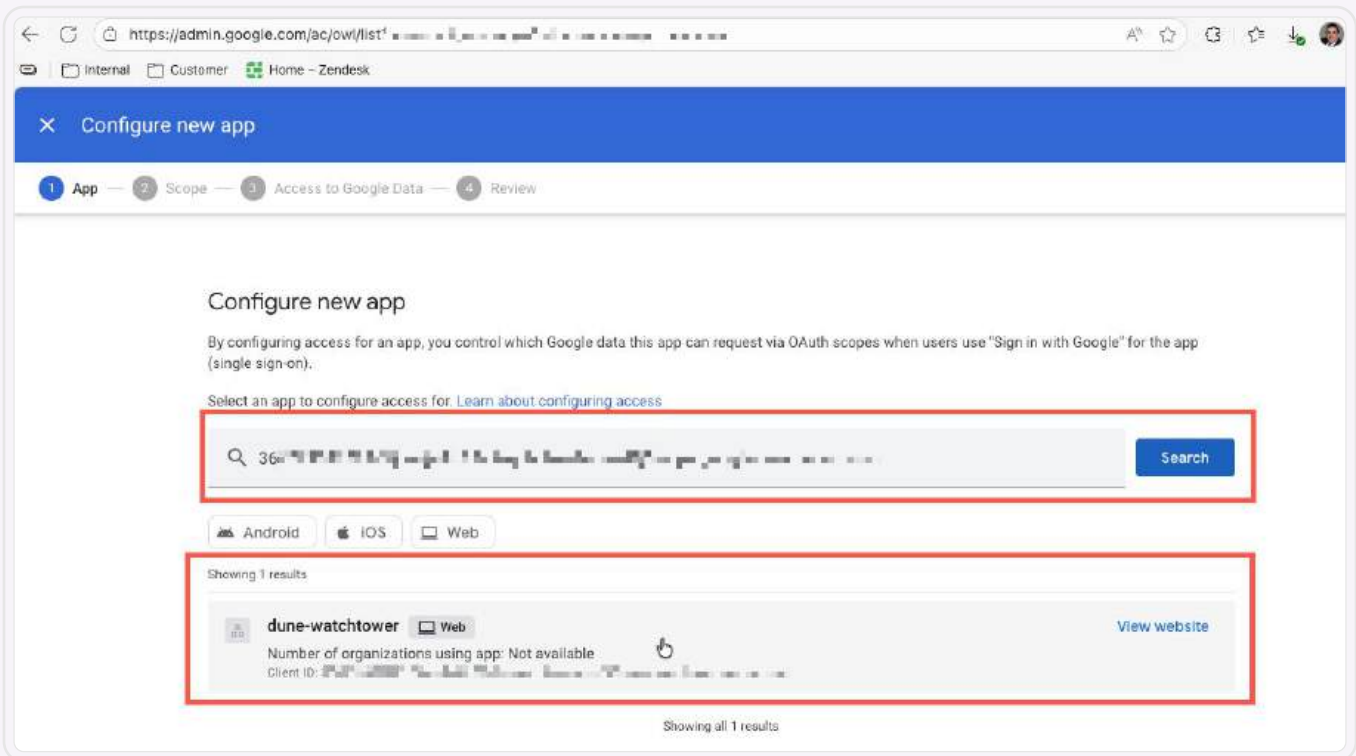 https://admin.google.com/ac/owl/list
Internal Customer Home – Zendesk
Configure new app
1 App — 2 Scope — 3 Access to Google Data — 4 Review
Configure new app
By configuring access for an app, you control which Google data this app can request via OAuth scopes when users use "Sign in with Google" for the app
(single sign-on).
Select an app to configure access for. Learn about configuring access
36 Search
Android iOS Web
Showing 1 results
dune-watchtower Web View website
Number of organizations using app: Not available
Client ID:
Showing all 1 results